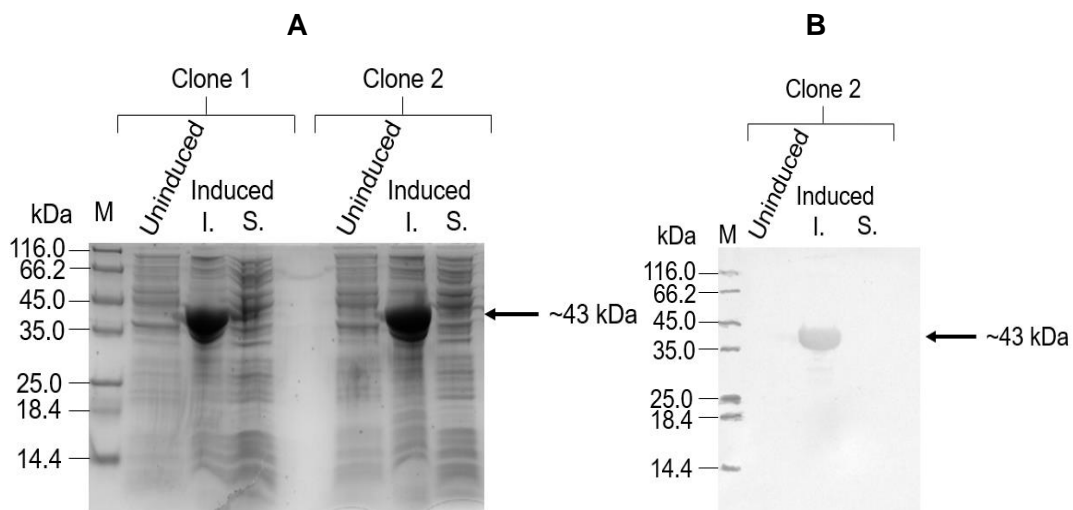 A
Clone 1
Clone 2
Uninduced
Induced
Uninduced
Induced
kDa M I. S. I. S.
116.0
66.2
45.0
35.0
25.0
18.4
14.4
~43 kDa
B
Clone 2
Uninduced
Induced
kDa M I. S.
116.0
66.2
45.0
35.0
25.0
18.4
14.4
~43 kDa